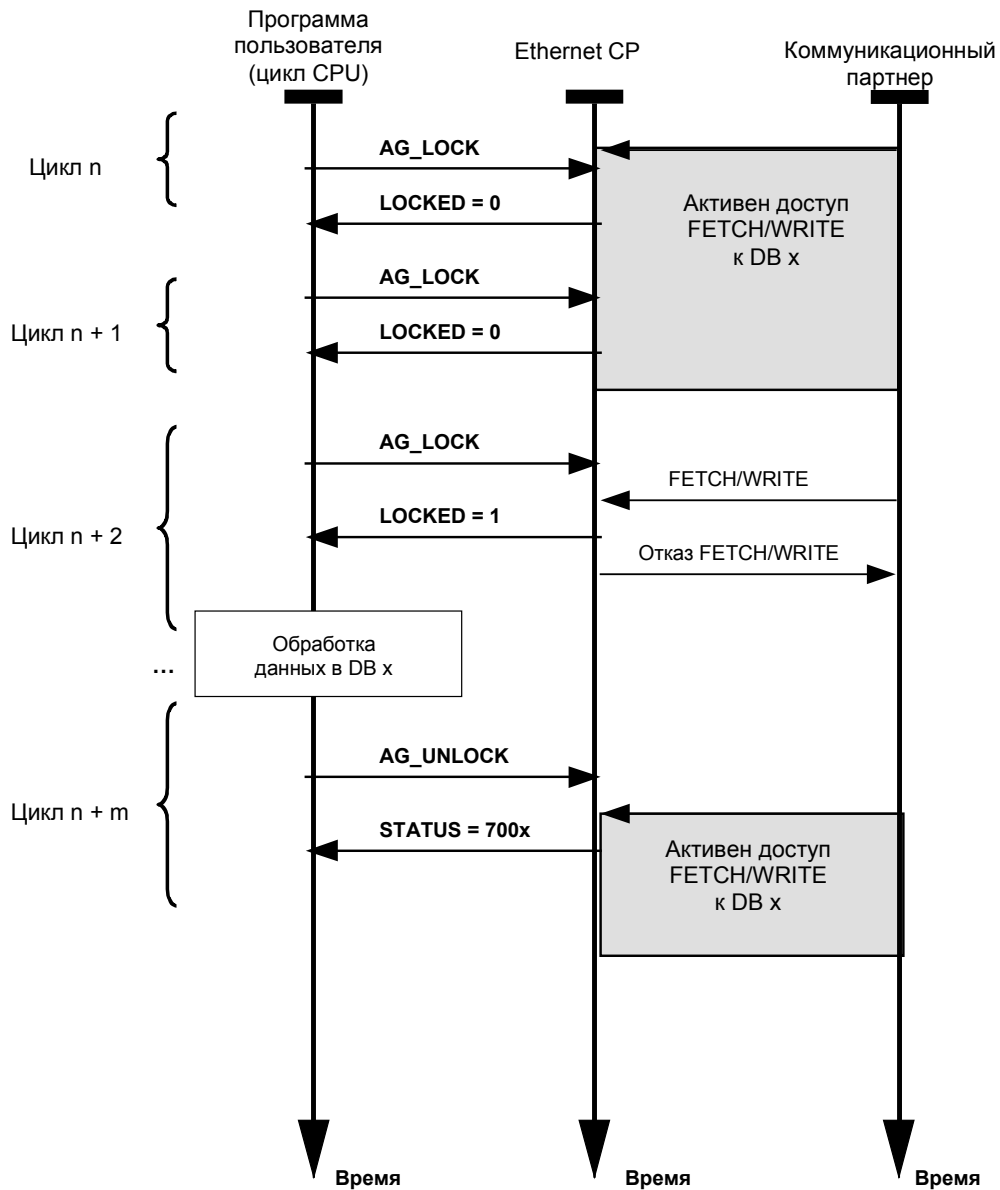 Программа
пользователя
(цикл CPU)
Ethernet CP
Коммуникационный
партнер
Цикл n
AG_LOCK
LOCKED = 0
Активен доступ
FETCH/WRITE
к DB x
Цикл n + 1
AG_LOCK
LOCKED = 0
Цикл n + 2
AG_LOCK
FETCH/WRITE
LOCKED = 1
Отказ FETCH/WRITE
...
Обработка
данных в DB x
Цикл n + m
AG_UNLOCK
STATUS = 700x
Активен доступ
FETCH/WRITE
к DB x
Время
Время
Время